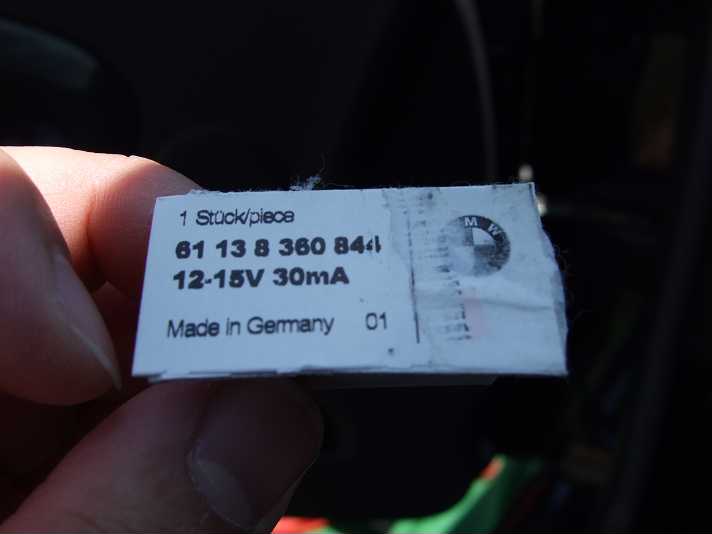 1 Stück/piece
61 13 8 360 844
12-15V 30mA
Made in Germany 01
BMW